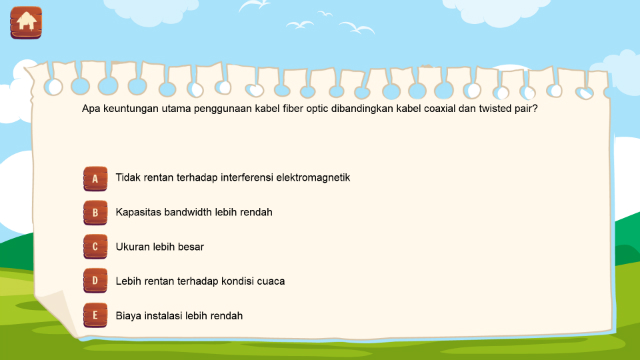 Apa keuntungan utama penggunaan kabel fiber optic dibandingkan kabel coaxial dan twisted pair?
A Tidak rentan terhadap interferensi elektromagnetik
B Kapasitas bandwidth lebih rendah
C Ukuran lebih besar
D Lebih rentan terhadap kondisi cuaca
E Biaya instalasi lebih rendah